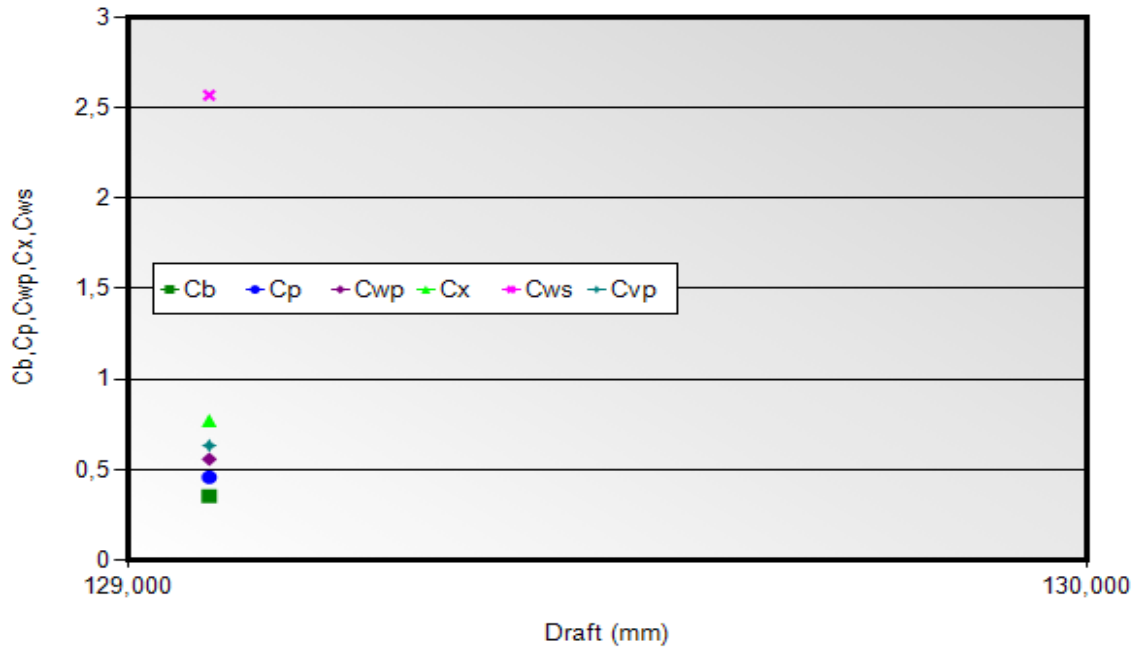 3
2,5
2
1,5
1
0,5
0
Cb,Cp,Cwp,Cx,Cws
Cb Cp Cwp Cx Cws Cvp
129,000 130,000
Draft (mm)